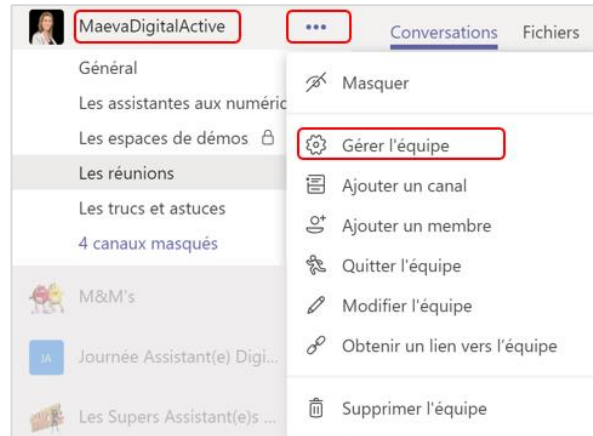 MaevaDigitalActive
...
Conversations Fichiers
Général
Les assistantes aux numéric
Les espaces de démos
Les réunions
Les trucs et astuces
4 canaux masqués
M&M's
JA
Journée Assistant(e) Digi...
Les Supers Assistant(e)s ...
Masquer
Gérer l'équipe
Ajouter un canal
Ajouter un membre
Quitter l'équipe
Modifier l'équipe
Obtenir un lien vers l'équipe
Supprimer l'équipe